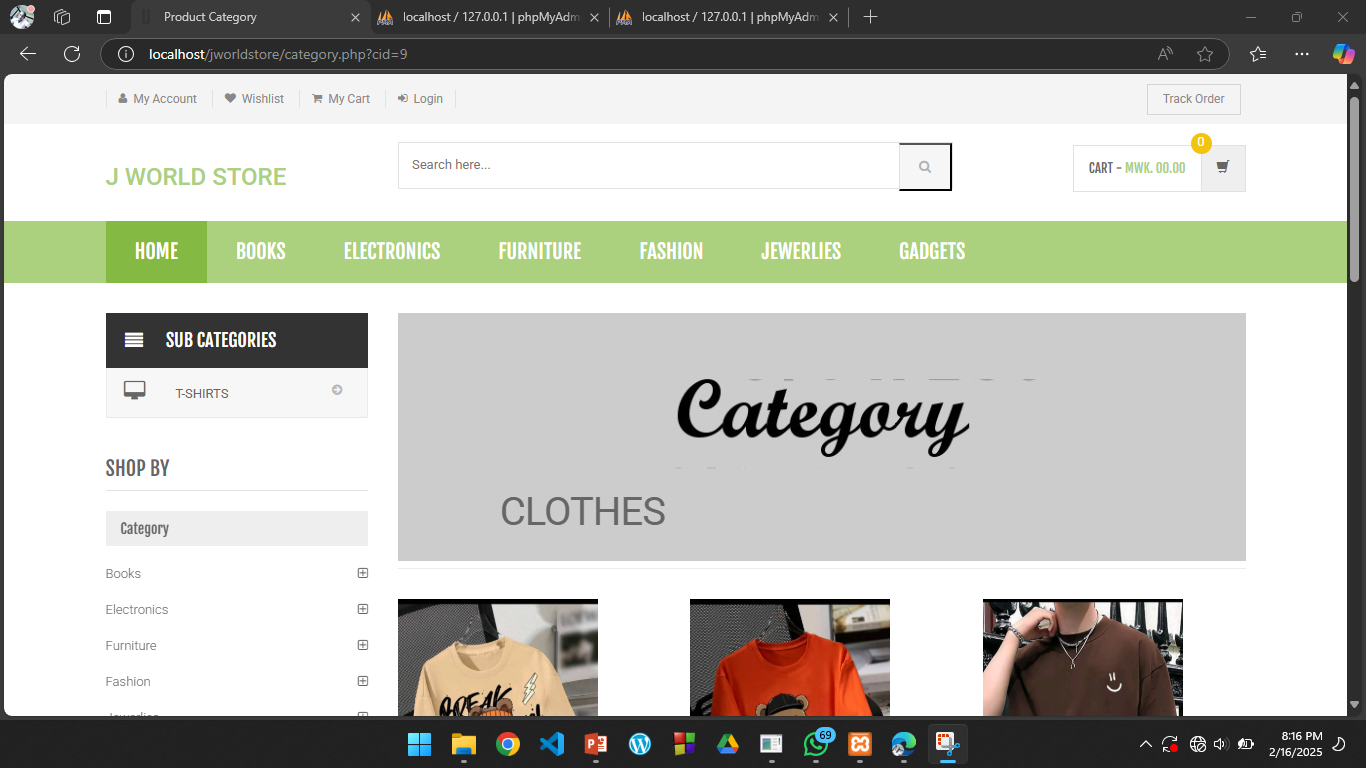 Product Category
localhost / 127.0.0.1 | phpMyAdm
localhost / 127.0.0.1 | phpMyAdm
localhost/jworldstore/category.php?cid=9
My Account
Wishlist
My Cart
Login
Track Order
J WORLD STORE
Search here...
CART - MWK. 00.00
0
HOME
BOOKS
ELECTRONICS
FURNITURE
FASHION
JEWERLIES
GADGETS
SUB CATEGORIES
T-SHIRTS
Category
CLOTHES
SHOP BY
Category
Books
Electronics
Furniture
Fashion
Jewerlies
BREAK
69
8:16 PM
2/16/2025